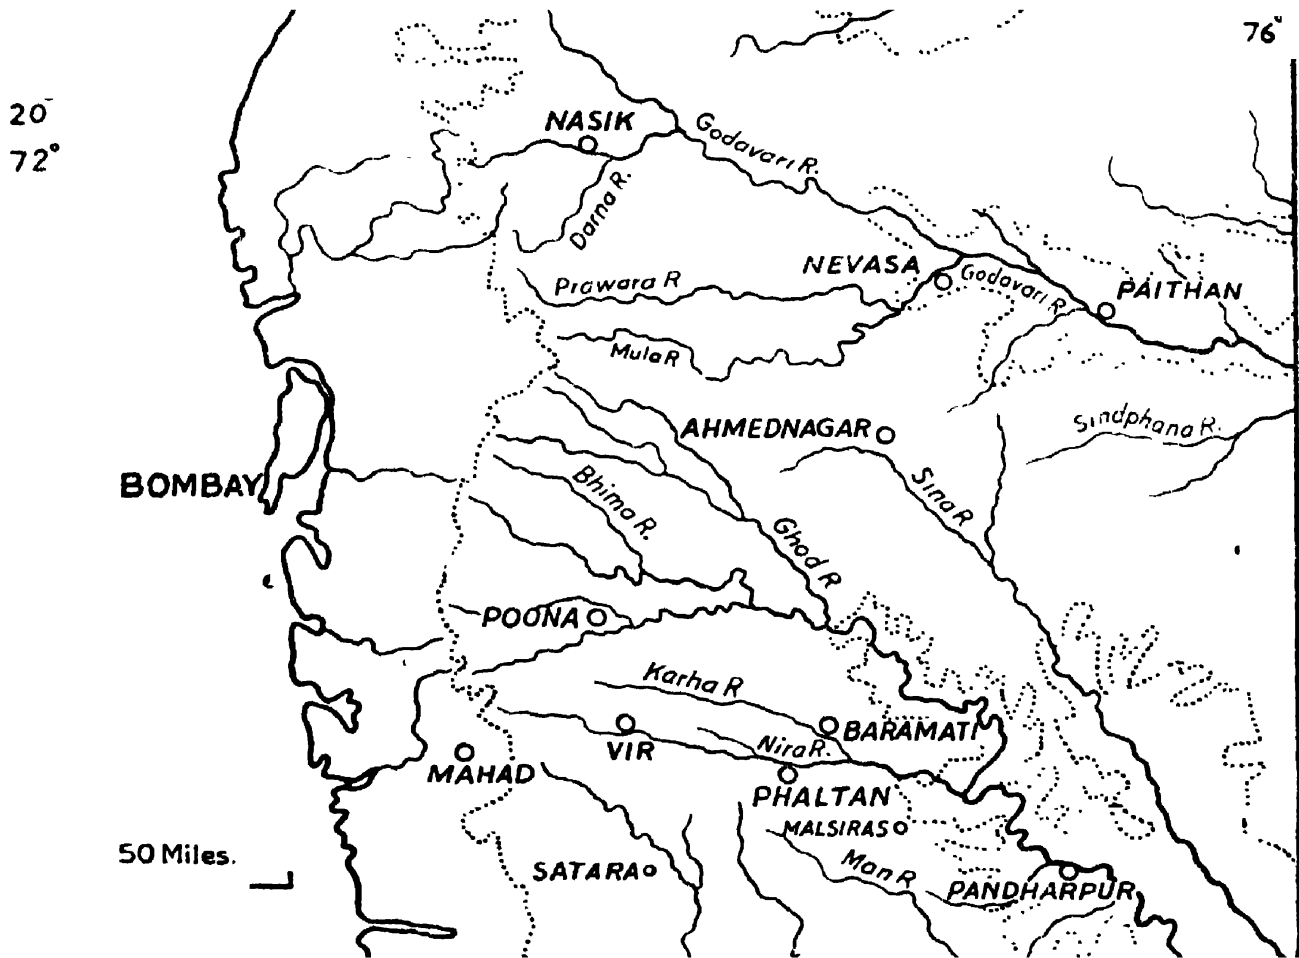 76°
20°
72°
NASIK
Godavari R.
Darna R.
NEVASA
Godavari R.
PAITHAN
Prawara R
Mula R
AHMEDNAGAR
Sindphana R.
BOMBAY
Bhima R.
Sina R
Ghod R
POONA
Karha R
BARAMATI
VIR
Nira R.
MAHAD
PHALTAN
MALSIRAS
50 Miles.
SATARA
Man R
PANDHARPUR